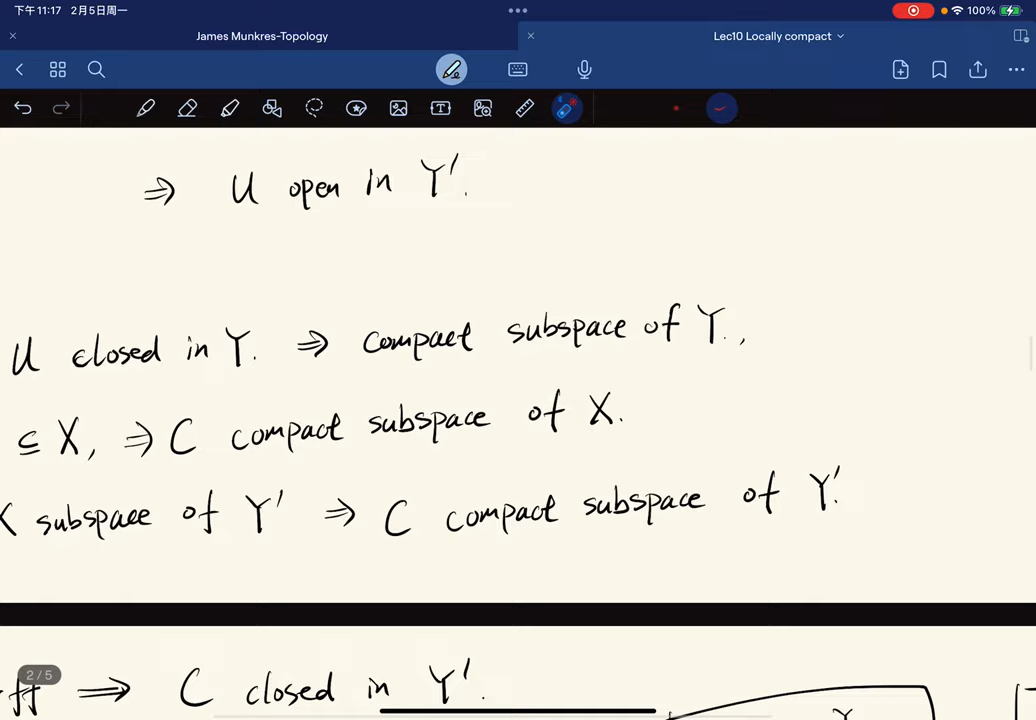 下午11:17 2月5日周一
100%
James Munkres-Topology
Lec10 Locally compact
⇒ U open in Y'.
U closed in Y. ⇒ compact subspace of Y.,
⊆ X, ⇒ C compact subspace of X.
subspace of Y' ⇒ C compact subspace of Y'.
2/5
ff ⟹ C closed in Y'.
Y